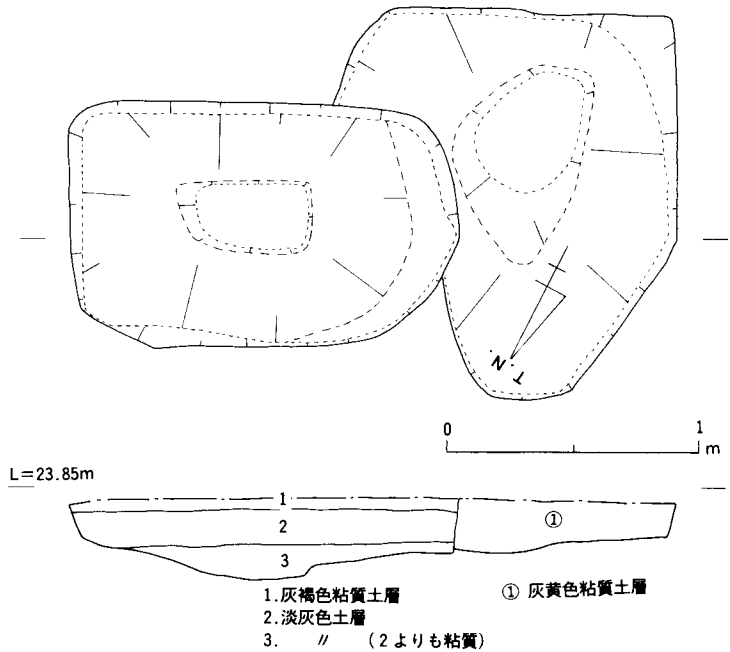 T.N.
0 1
m
L=23.85m
1
2
3
①
1.灰褐色粘質土層
2.淡灰色土層
3. 〃 (2よりも粘質)
① 灰黄色粘質土層